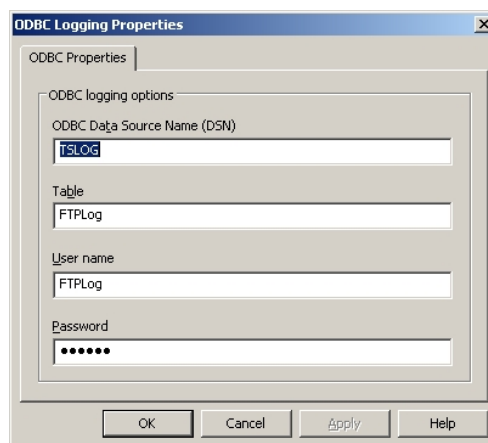 ODBC Logging Properties
ODBC Properties
ODBC logging options
ODBC Data Source Name (DSN)
TSLOG
Table
FTPLog
User name
FTPLog
Password
●●●●●●
OK Cancel Apply Help